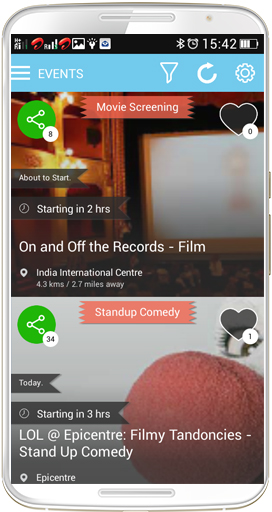 15:42
EVENTS
Movie Screening
8
0
About to Start.
Starting in 2 hrs
On and Off the Records - Film
India International Centre
4.3 kms / 2.7 miles away
Standup Comedy
34
1
Today.
Starting in 3 hrs
LOL @ Epicentre: Filmy Tandoncies -
Stand Up Comedy
Epicentre